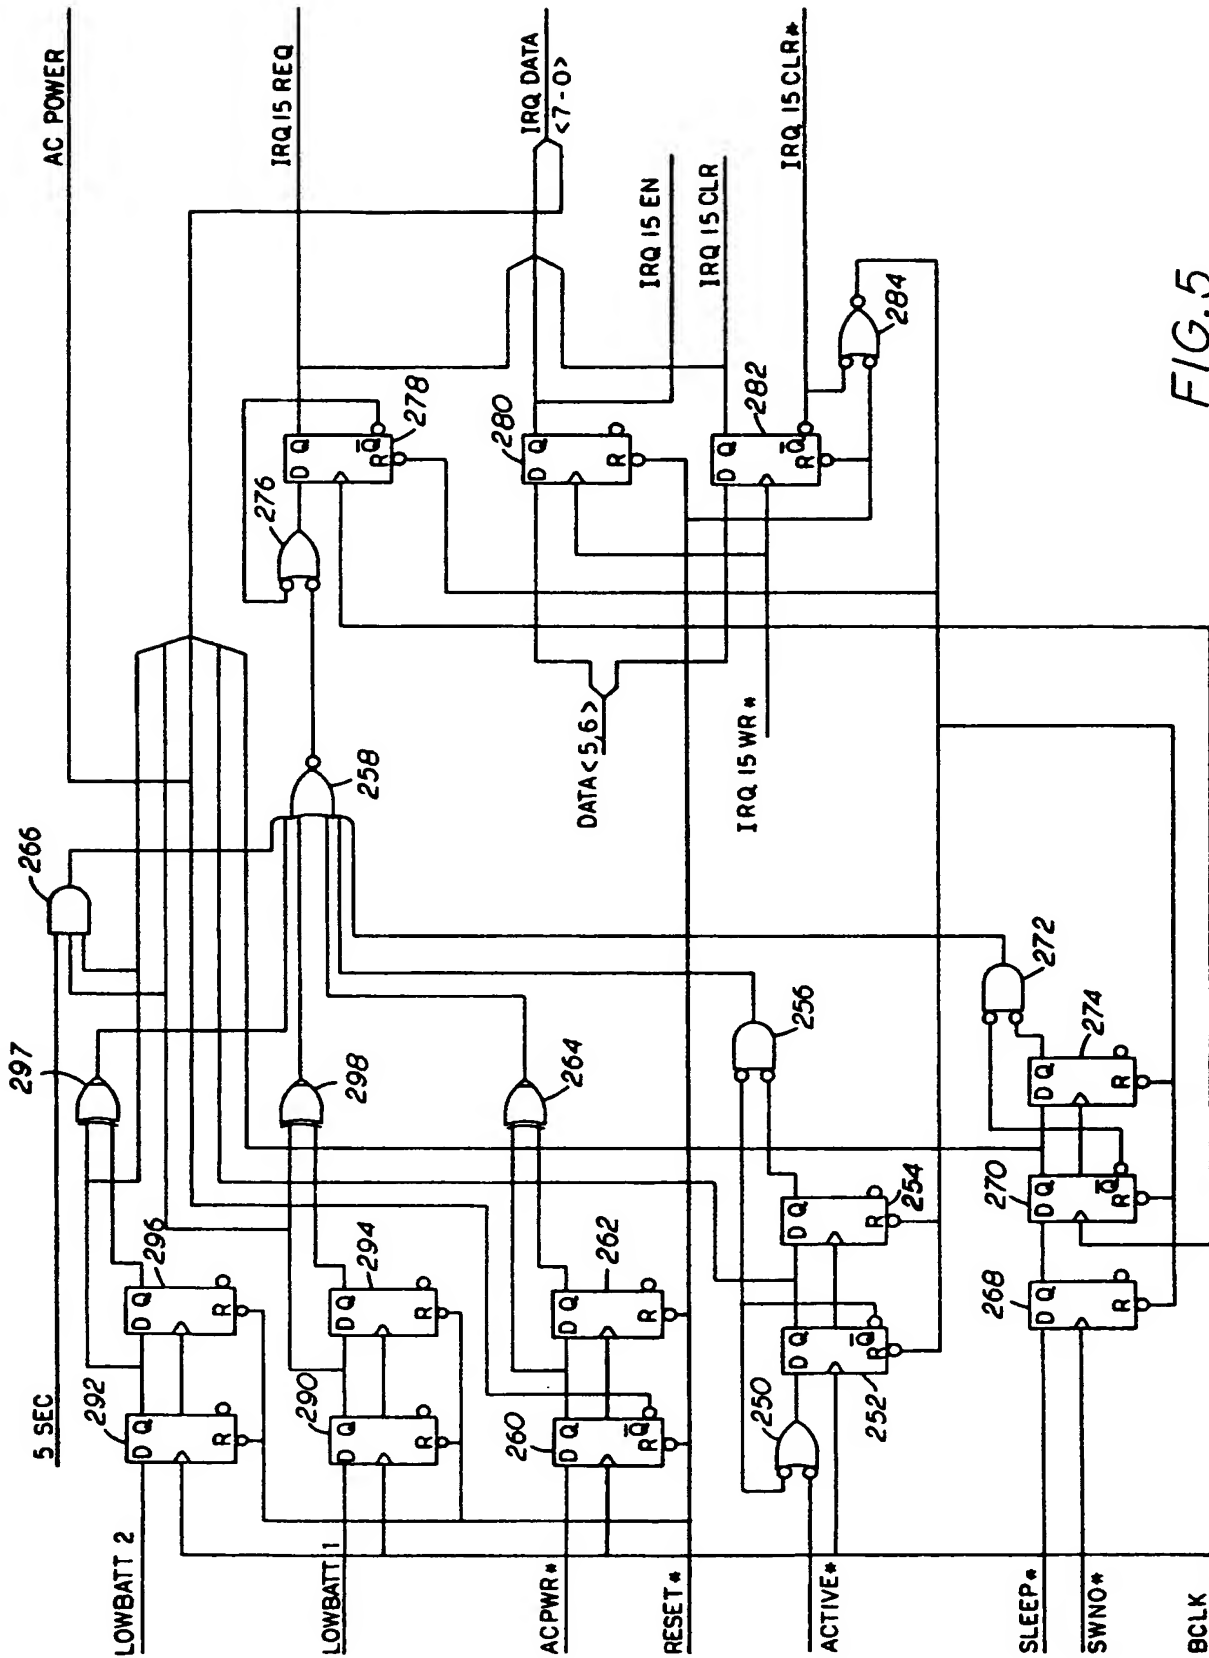 AC POWER
IRQ 15 REQ
IRQ DATA
<7-0>
IRQ 15 EN
IRQ 15 CLR
IRQ 15 CLR*
FIG. 5
5 SEC
266
297
292
D Q
R
296
D Q
R
LOWBATT 2
298
290
D Q
R
294
D Q
R
LOWBATT 1
258
276
D Q
Q
R
278
264
260
D Q
Q
R
262
D Q
R
ACPWR*
RESET*
280
D Q
R
DATA<5,6>
D Q
Q
R
282
IRQ 15 WR*
284
256
250
D Q
Q
R
252
D Q
R
254
ACTIVE*
272
268
D Q
R
270
D Q
Q
R
274
D Q
R
SLEEP*
SWNO*
BCLK